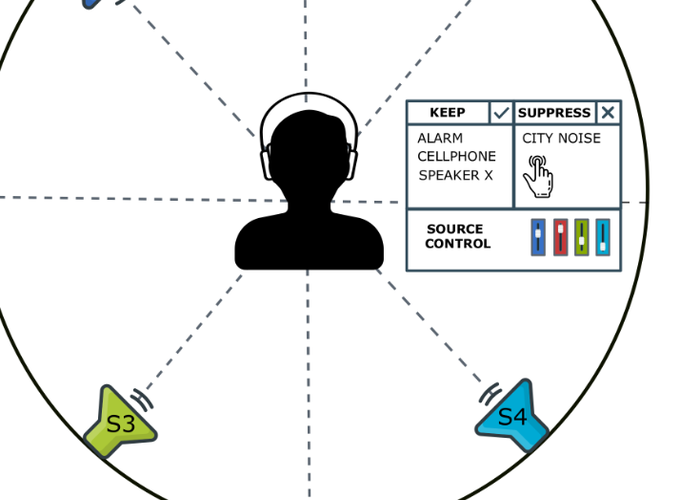 KEEP
SUPPRESS
ALARM
CELLPHONE
SPEAKER X
CITY NOISE
SOURCE
CONTROL
S3
S4